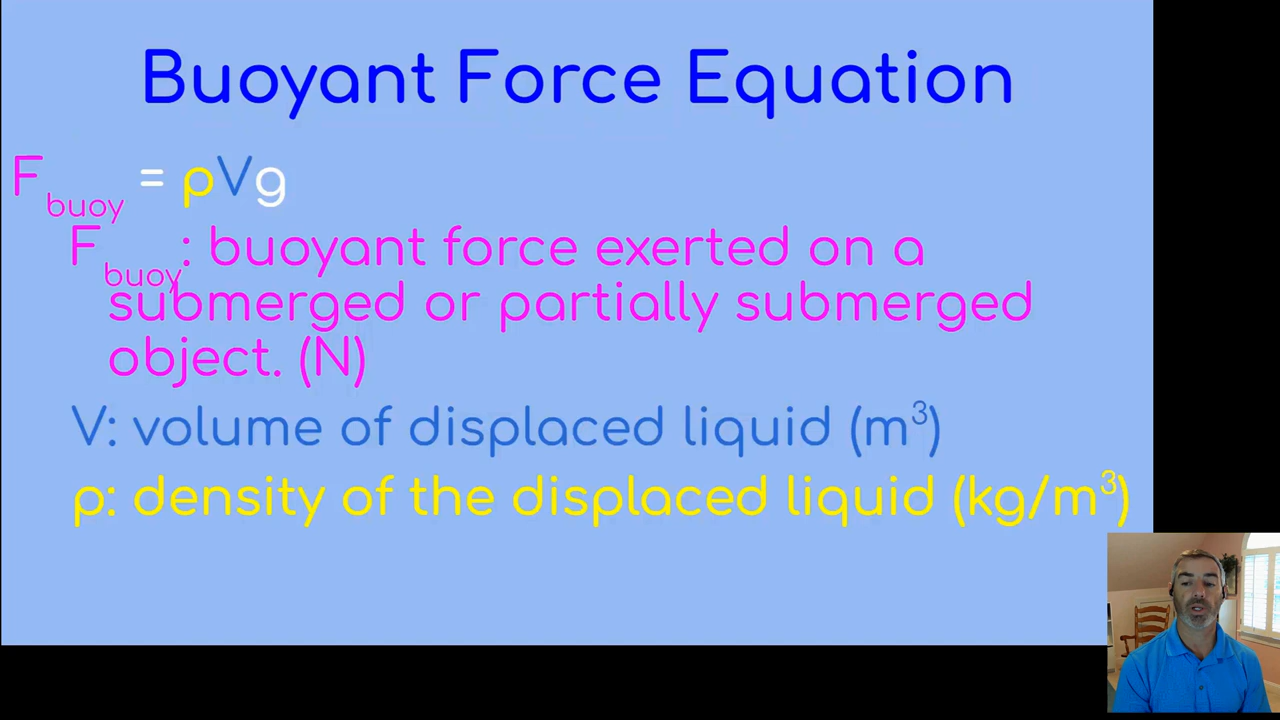 Buoyant Force Equation
F buoy = ρVg
F buoy : buoyant force exerted on a
submerged or partially submerged
object. (N)
V: volume of displaced liquid (m³)
ρ: density of the displaced liquid (kg/m³)